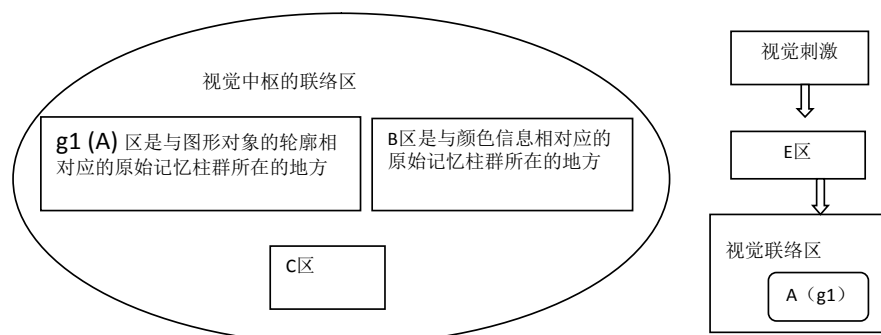 视觉中枢的联络区
g1 (A) 区是与图形对象的轮廓相
对应的原始记忆柱群所在的地方
B区是与颜色信息相对应的
原始记忆柱群所在的地方
C区
视觉刺激
E区
视觉联络区
A（g1）